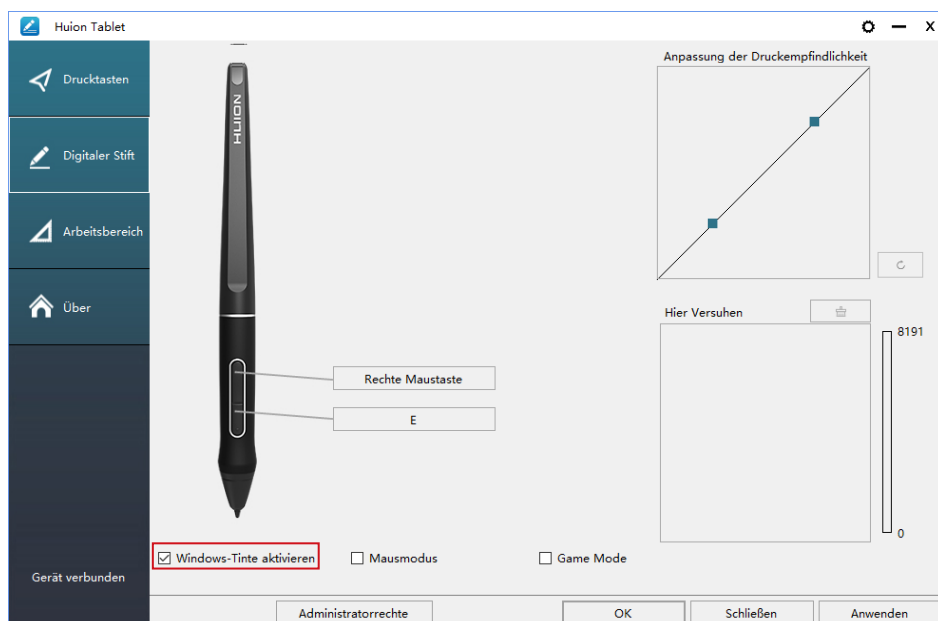 Huion Tablet
X
Drucktasten
Digitaler Stift
Arbeitsbereich
Über
Gerät verbunden
HUION
Rechte Maustaste
E
Anpassung der Druckempfindlichkeit
Hier Versuhen
8191
0
Windows-Tinte aktivieren
Mausmodus
Game Mode
Administratorrechte
OK
Schließen
Anwenden